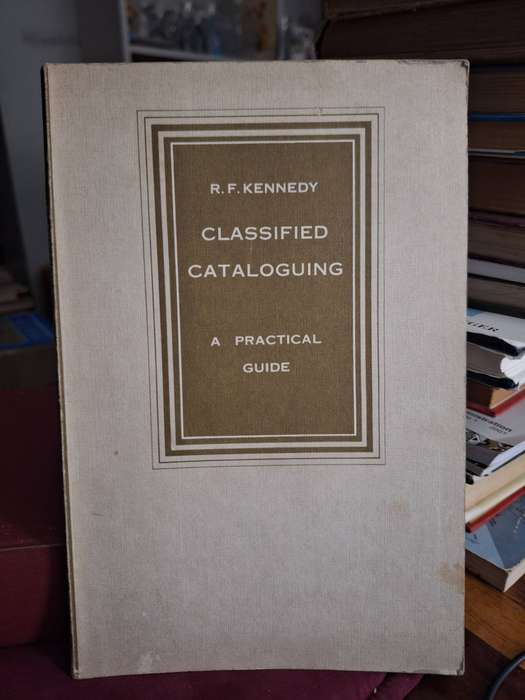 R. F. KENNEDY
CLASSIFIED
CATALOGUING
A PRACTICAL
GUIDE